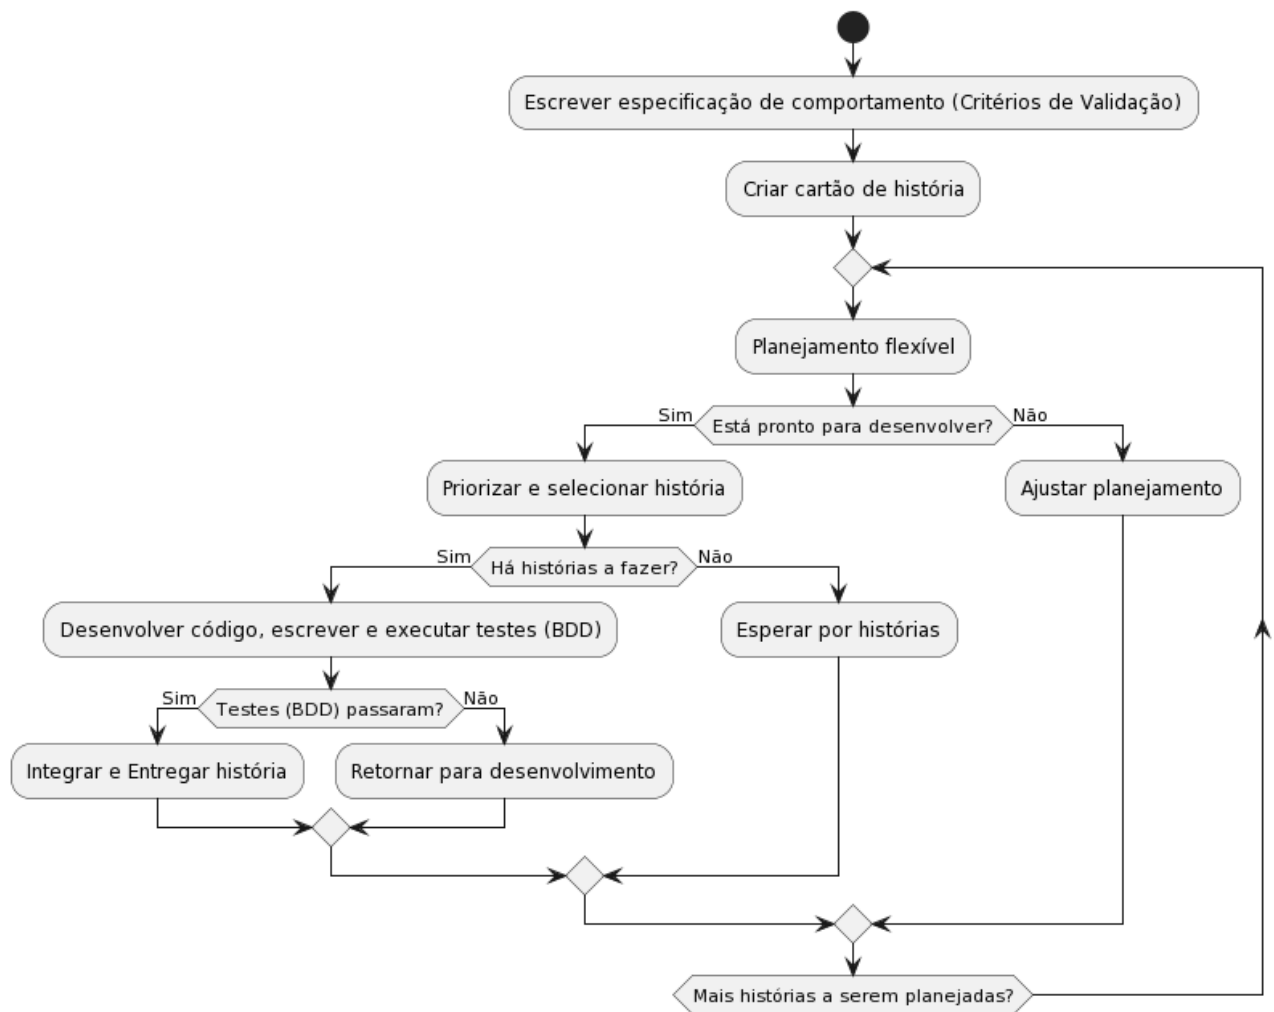 Escrever especificação de comportamento (Critérios de Validação)
Criar cartão de história
Planejamento flexível
Sim
Está pronto para desenvolver?
Não
Priorizar e selecionar história
Ajustar planejamento
Sim
Há histórias a fazer?
Não
Desenvolver código, escrever e executar testes (BDD)
Esperar por histórias
Sim
Testes (BDD) passaram?
Não
Integrar e Entregar história
Retornar para desenvolvimento
Mais histórias a serem planejadas?